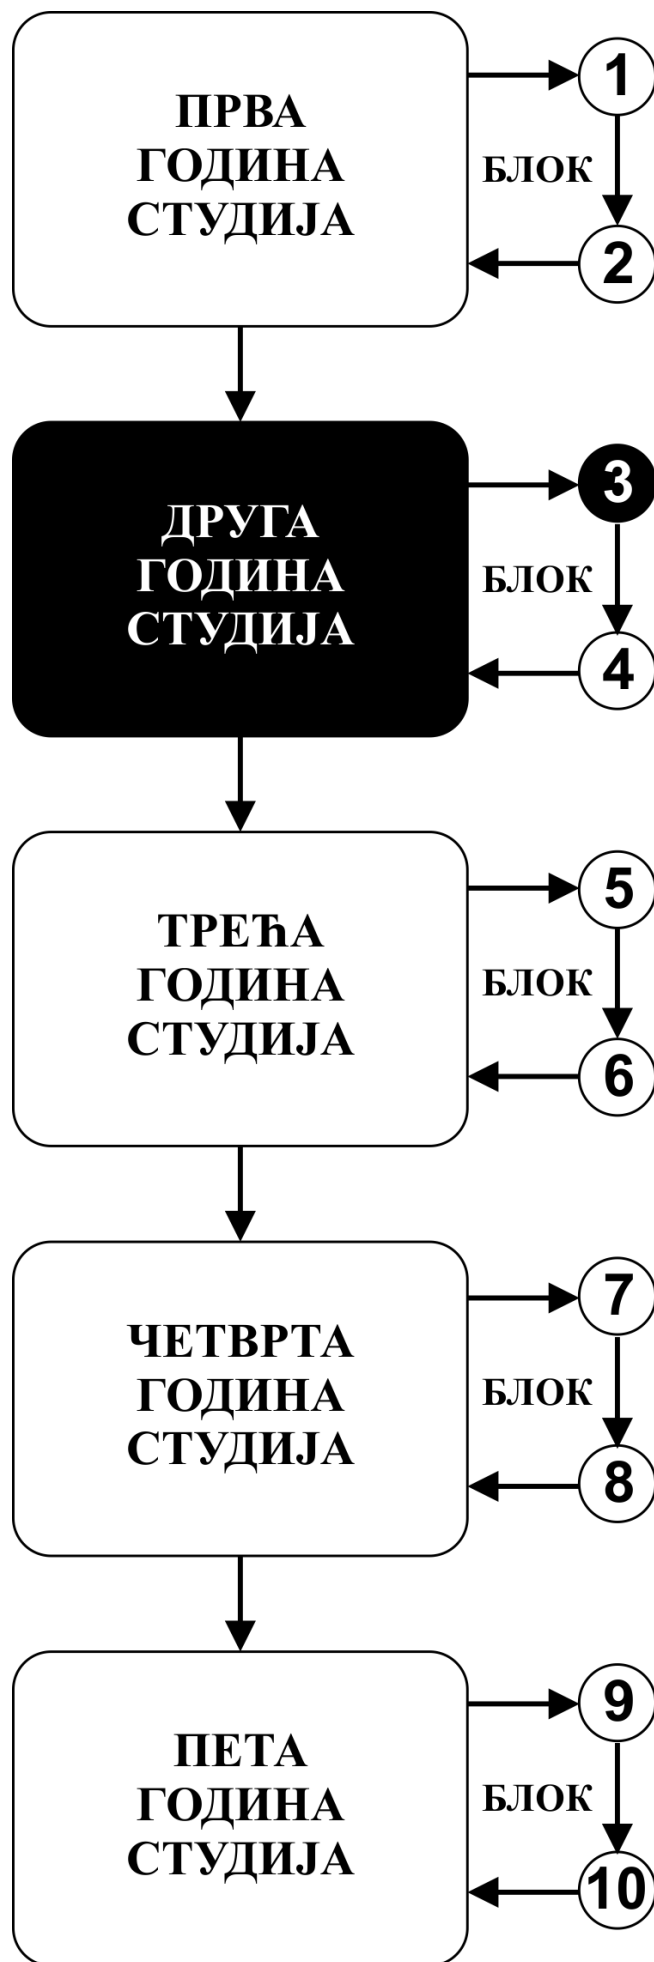 ПРВА
ГОДИНА
СТУДИЈА
1
БЛОК
2
ДРУГА
ГОДИНА
СТУДИЈА
3
БЛОК
4
ТРЕЋА
ГОДИНА
СТУДИЈА
5
БЛОК
6
ЧЕТВРТА
ГОДИНА
СТУДИЈА
7
БЛОК
8
ПЕТА
ГОДИНА
СТУДИЈА
9
БЛОК
10